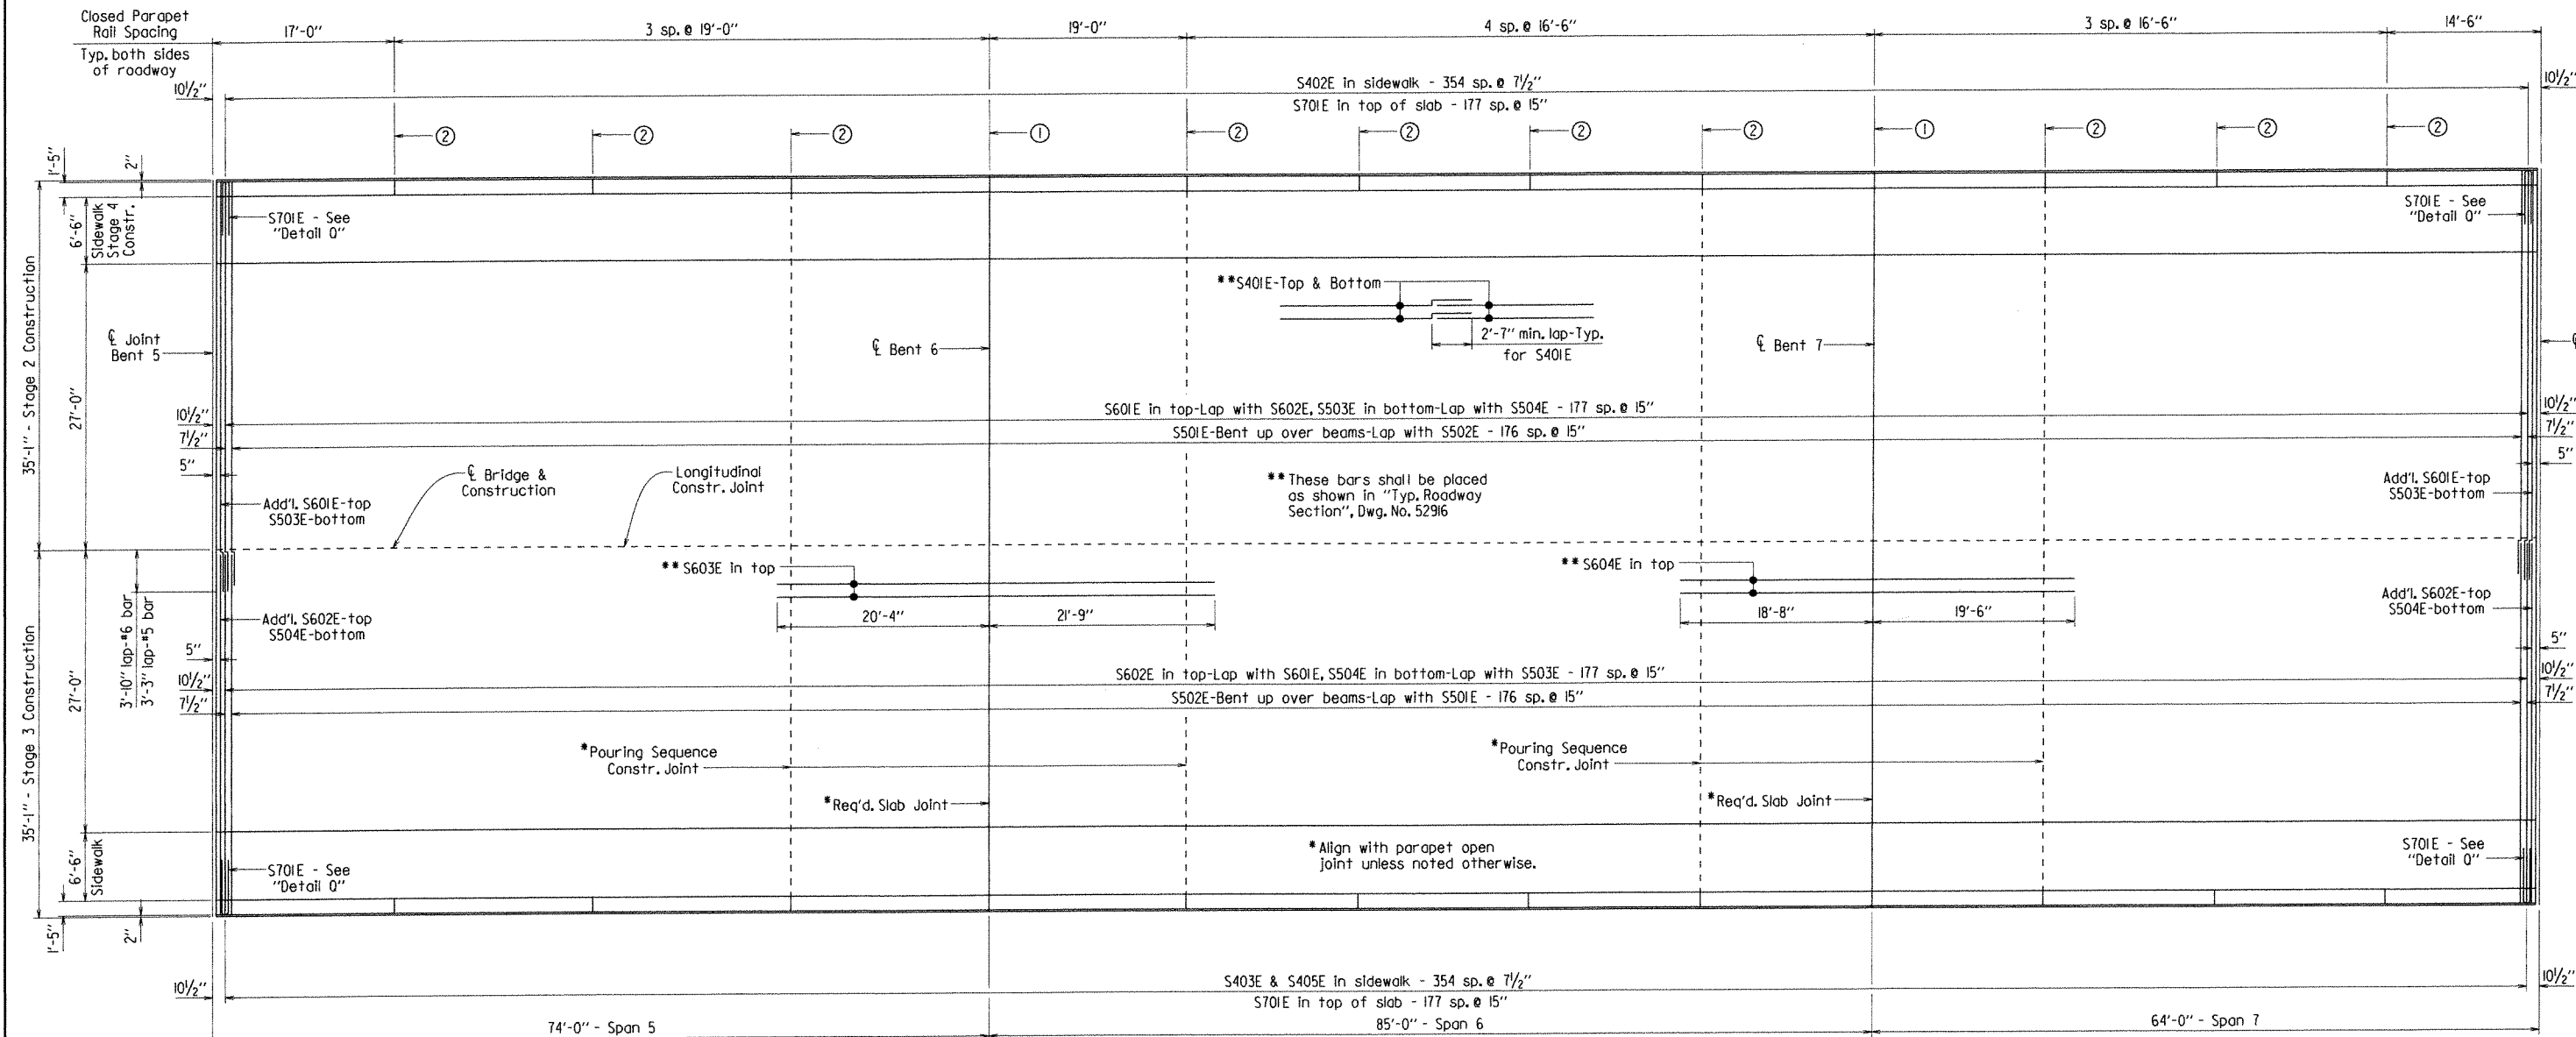 Closed Parapet
Rail Spacing
Typ. both sides
of roadway
17'-0"
3 sp. @ 19'-0"
19'-0"
4 sp. @ 16'-6"
3 sp. @ 16'-6"
14'-6"
10½"
S402E in sidewalk - 354 sp. @ 7½"
S701E in top of slab - 177 sp. @ 15"
10½"
② ② ② ① ② ② ② ② ① ② ② ②
1'-5"
2"
6'-6"
Sidewalk
Stage 4
Constr.
S701E - See
"Detail Q"
S701E - See
"Detail Q"
35'-1" - Stage 2 Construction
27'-0"
℄ Joint
Bent 5
℄ Bent 6
**S401E-Top & Bottom
2'-7" min. lap-Typ.
for S401E
℄ Bent 7
10½"
S601E in top-Lap with S602E, S503E in bottom-Lap with S504E - 177 sp. @ 15"
10½"
7½"
S501E-Bent up over beams-Lap with S502E - 176 sp. @ 15"
7½"
5"
5"
℄ Bridge &
Construction
Longitudinal
Constr. Joint
Add'l. S601E-top
S503E-bottom
**These bars shall be placed
as shown in "Typ. Roadway
Section", Dwg. No. 52916
Add'l. S601E-top
S503E-bottom
35'-1" - Stage 3 Construction
27'-0"
3'-10" lap-#6 bar
3'-3" lap-#5 bar
**S603E in top
20'-4"
21'-9"
**S604E in top
18'-8"
19'-6"
Add'l. S602E-top
S504E-bottom
Add'l. S602E-top
S504E-bottom
5"
5"
10½"
S602E in top-Lap with S601E, S504E in bottom-Lap with S503E - 177 sp. @ 15"
10½"
7½"
S502E-Bent up over beams-Lap with S501E - 176 sp. @ 15"
7½"
*Pouring Sequence
Constr. Joint
*Pouring Sequence
Constr. Joint
*Req'd. Slab Joint
*Req'd. Slab Joint
6'-6"
Sidewalk
*Align with parapet open
joint unless noted otherwise.
S701E - See
"Detail Q"
S701E - See
"Detail Q"
1'-5"
2"
10½"
S403E & S405E in sidewalk - 354 sp. @ 7½"
S701E in top of slab - 177 sp. @ 15"
10½"
74'-0" - Span 5
85'-0" - Span 6
64'-0" - Span 7